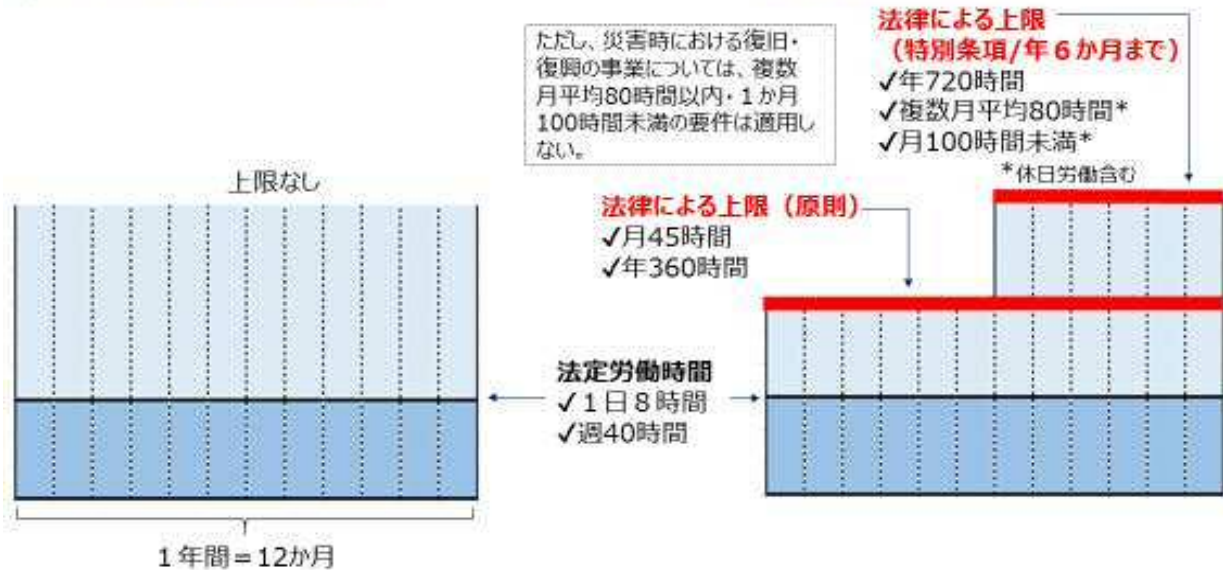 ただし、災害時における復旧・
復興の事業については、複数
月平均80時間以内・1か月
100時間未満の要件は適用し
ない。
法律による上限
（特別条項/年６か月まで）
✓年720時間
✓複数月平均80時間*
✓月100時間未満*
*休日労働含む
上限なし
法律による上限（原則）
✓月45時間
✓年360時間
法定労働時間
✓１日８時間
✓週40時間
1年間＝12か月